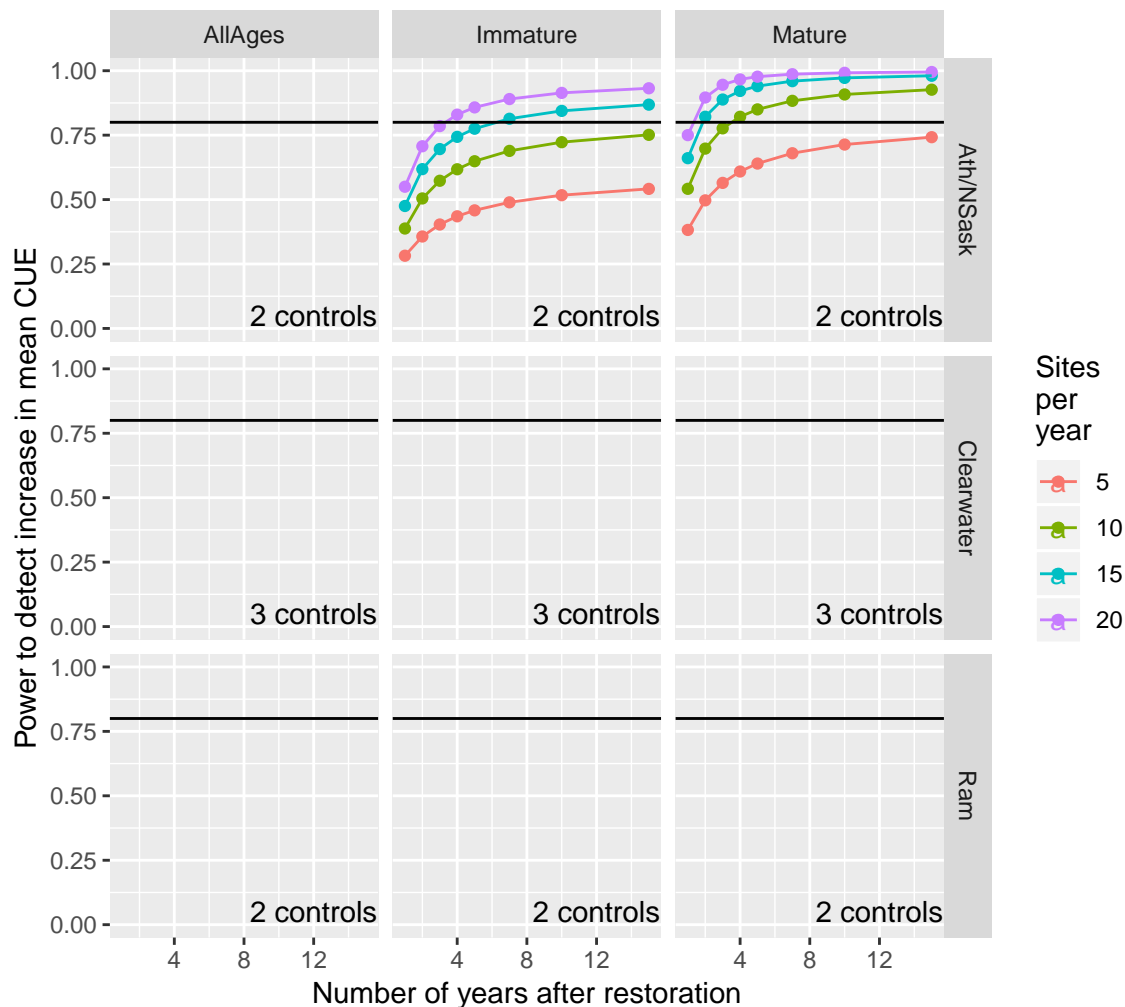 AllAges Immature Mature
Power to detect increase in mean CUE
1.00
0.75
0.50
0.25
0.00
2 controls 2 controls 2 controls
Ath/NSask
1.00
0.75
0.50
0.25
0.00
3 controls 3 controls 3 controls
Clearwater
1.00
0.75
0.50
0.25
0.00
2 controls 2 controls 2 controls
Ram
4 8 12 4 8 12 4 8 12
Number of years after restoration
Sites
per
year
a 5
a 10
a 15
a 20